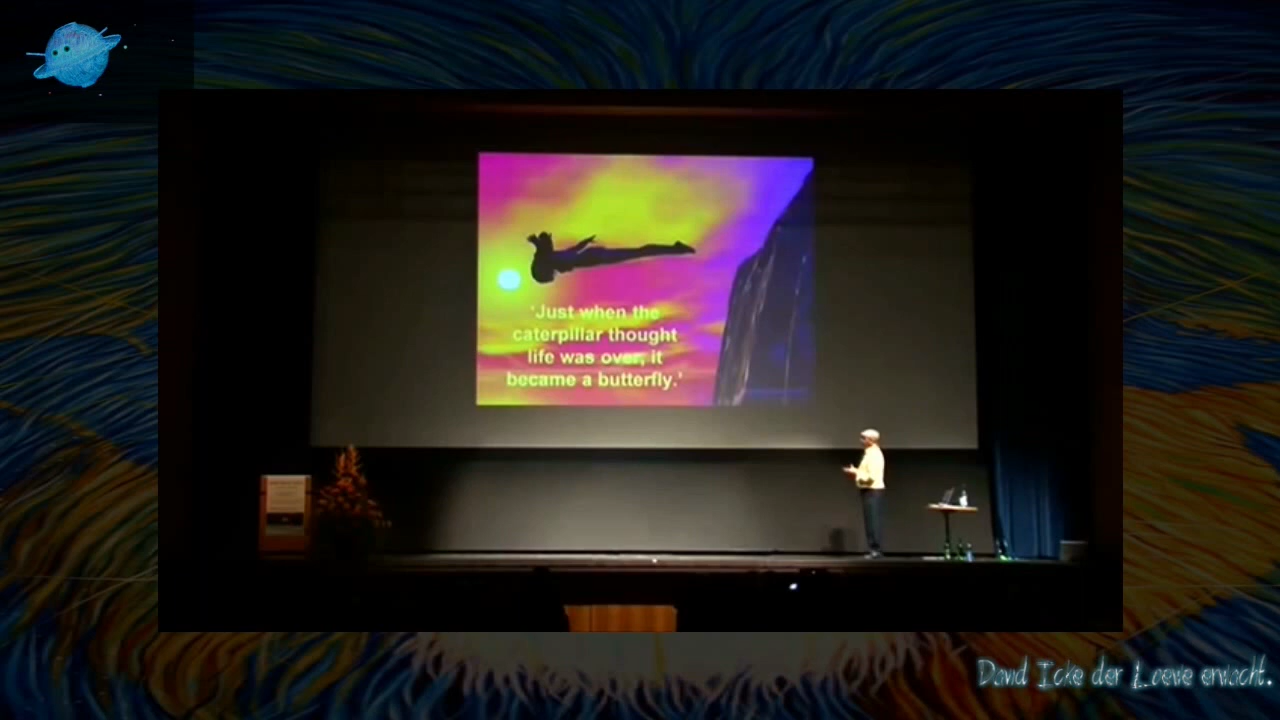 'Just when the
caterpillar thought
life was over, it
became a butterfly.'
David Icke der Loewe erwacht.